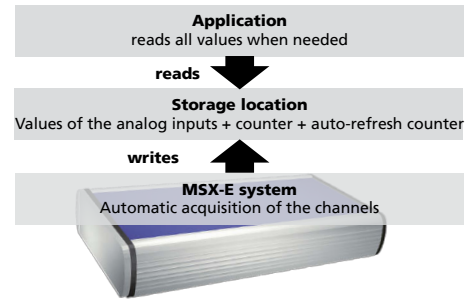 Application
reads all values when needed
reads
Storage location
Values of the analog inputs + counter + auto-refresh counter
writes
MSX-E system
Automatic acquisition of the channels